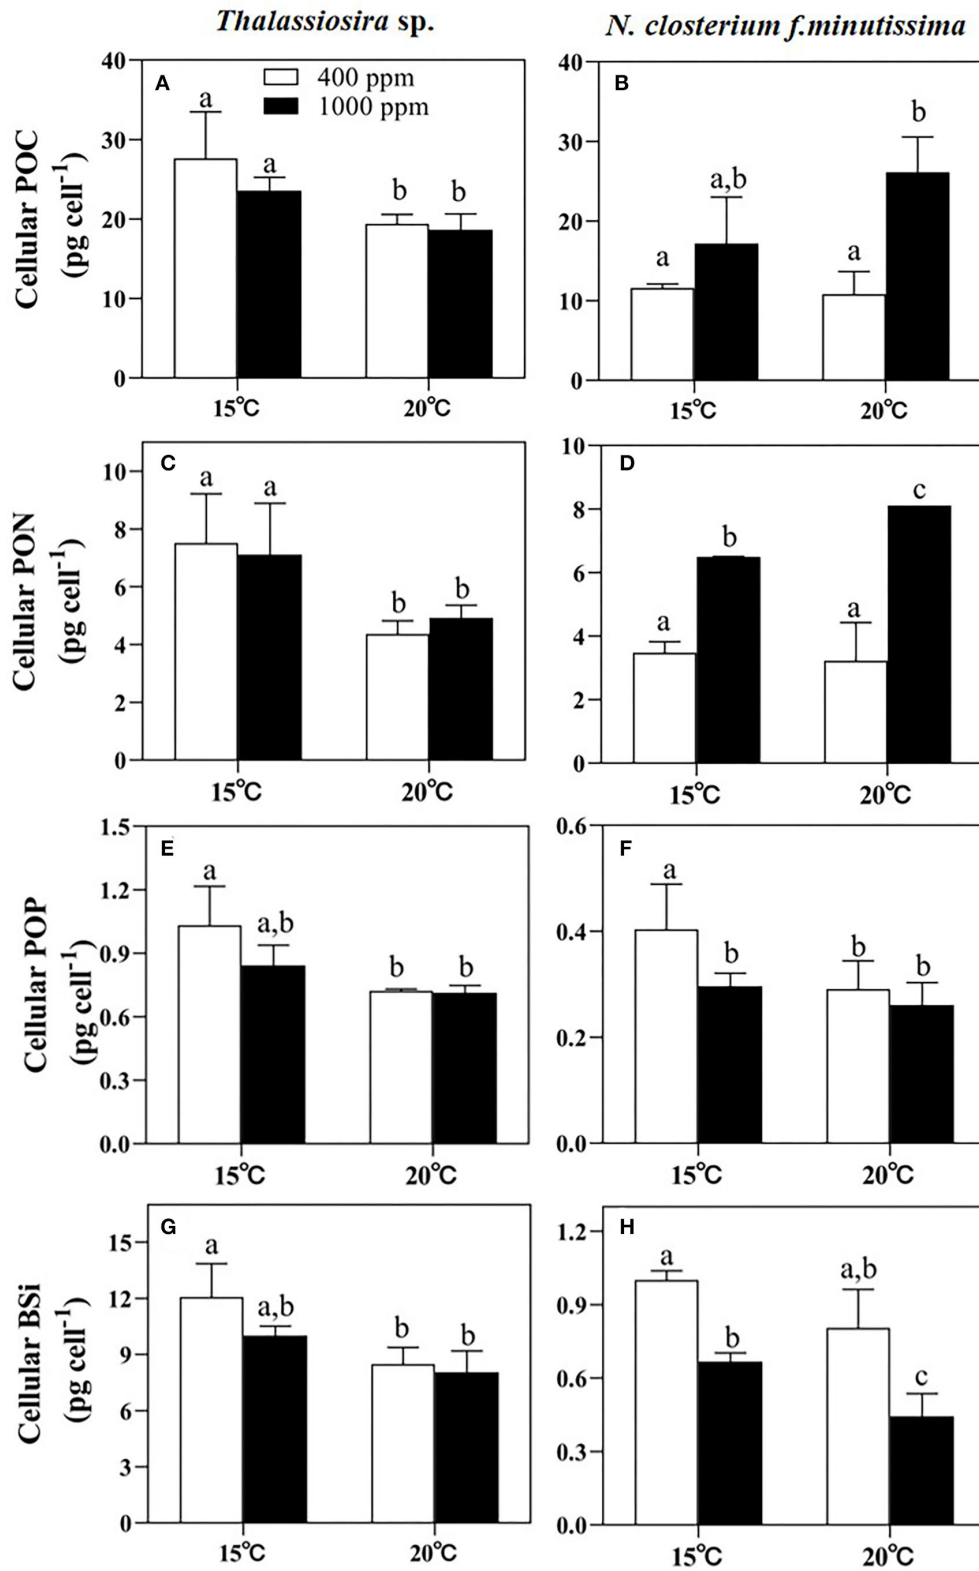 Thalassiosira sp.
N. closterium f.minutissima
Cellular POC
(pg cell-1)
A
400 ppm
1000 ppm
40
30
20
10
0
a
a
b
b
15℃
20℃
B
40
30
20
10
0
a
a,b
a
b
15℃
20℃
Cellular PON
(pg cell-1)
C
10
8
6
4
2
0
a
a
b
b
15℃
20℃
D
10
8
6
4
2
0
a
b
a
c
15℃
20℃
Cellular POP
(pg cell-1)
E
1.5
1.2
0.9
0.6
0.3
0.0
a
a,b
b
b
15℃
20℃
F
0.6
0.4
0.2
0.0
a
b
b
b
15℃
20℃
Cellular BSi
(pg cell-1)
G
15
12
9
6
3
0
a
a,b
b
b
15℃
20℃
H
1.2
0.9
0.6
0.3
0.0
a
b
a,b
c
15℃
20℃